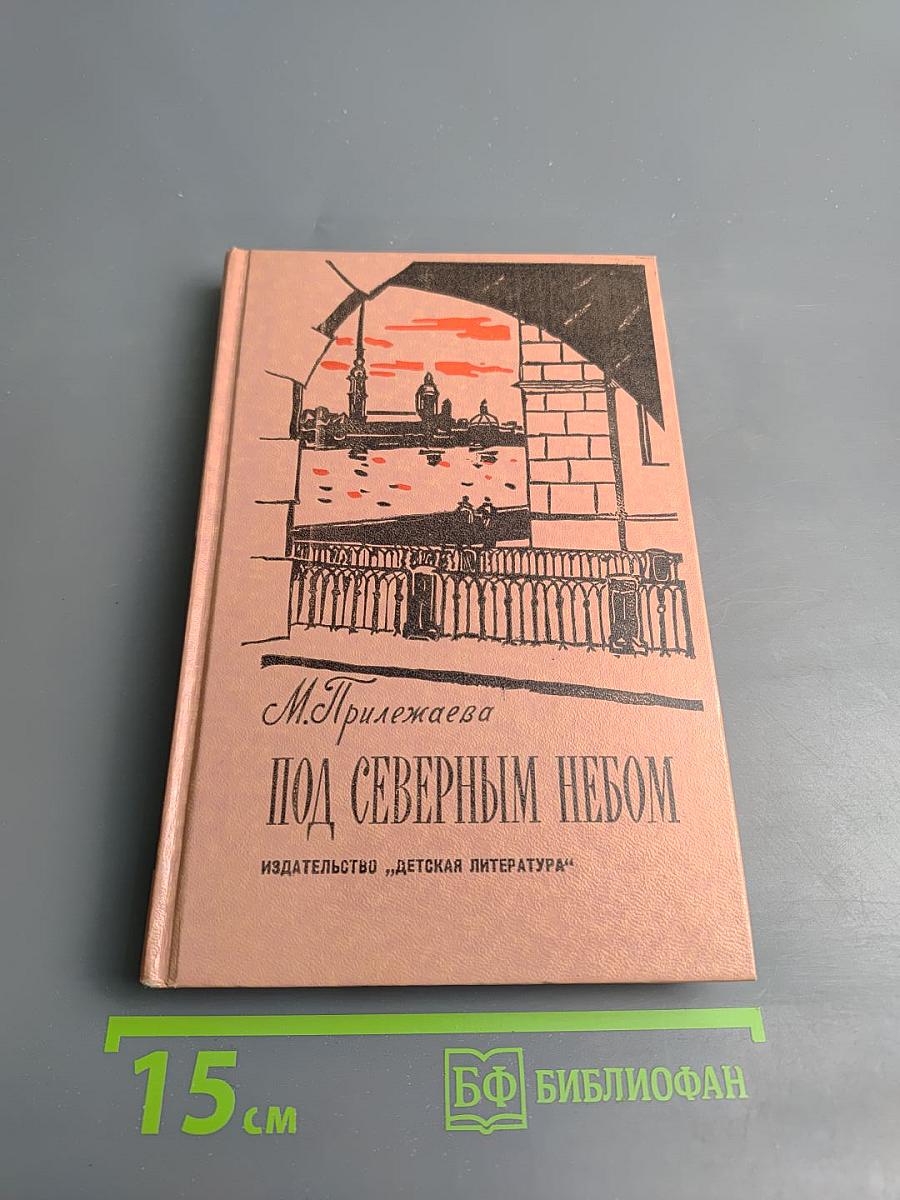 М. Прилежаева
ПОД СЕВЕРНЫМ НЕБОМ
ИЗДАТЕЛЬСТВО „ДЕТСКАЯ ЛИТЕРАТУРА“
15 см
БФ БИБЛИОФАН